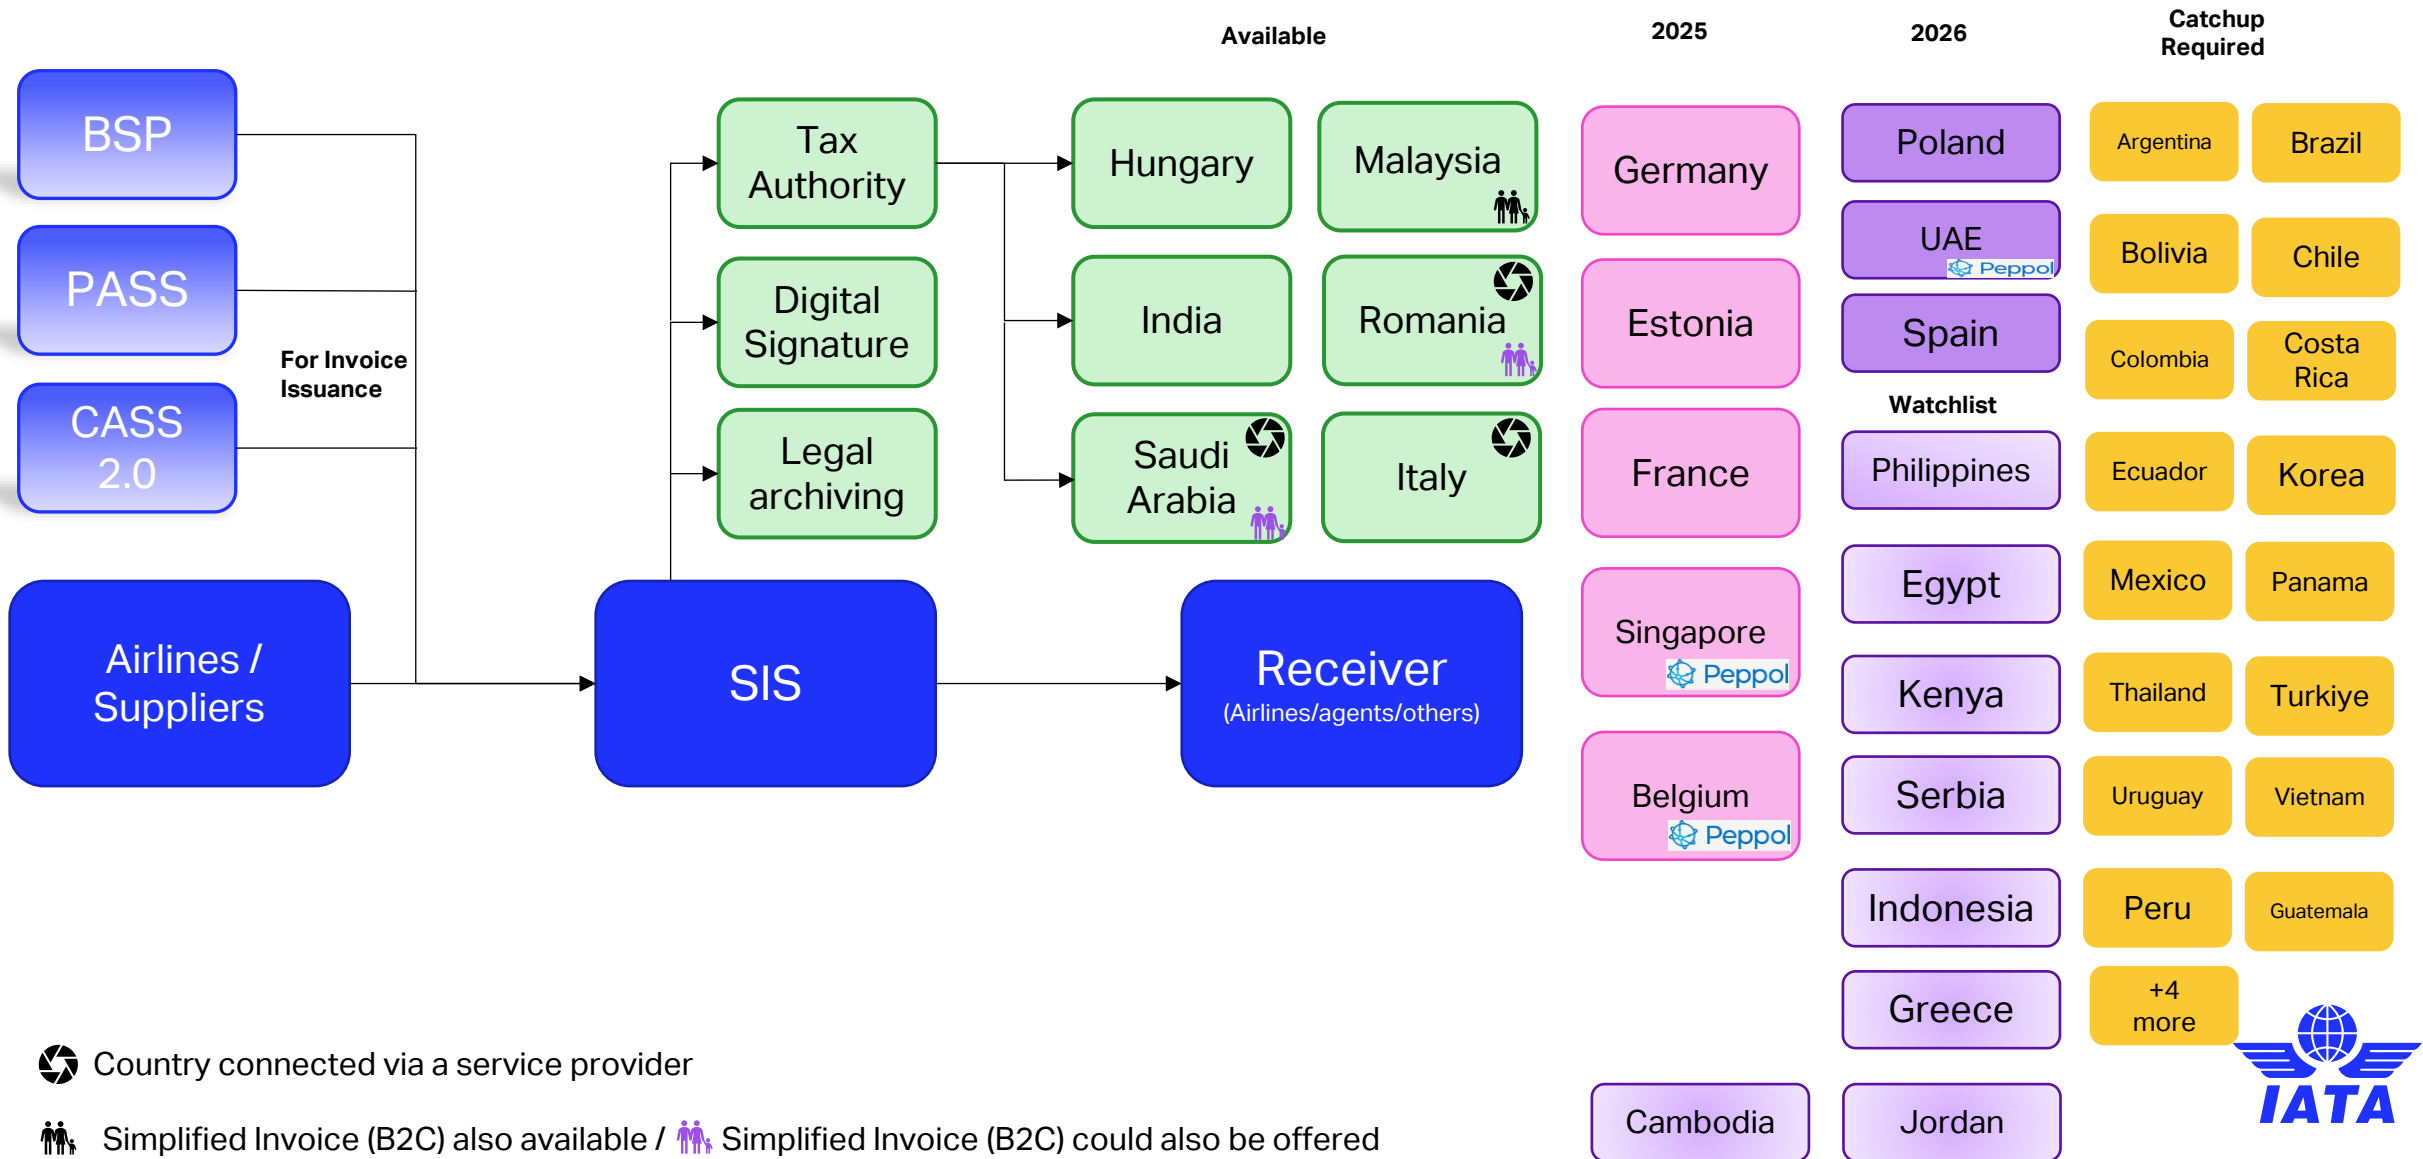 Available
2025
2026
Catchup
Required
BSP
PASS
CASS
2.0
For Invoice
Issuance
Airlines /
Suppliers
SIS
Receiver
(Airlines/agents/others)
Tax
Authority
Digital
Signature
Legal
archiving
Hungary
Malaysia
India
Romania
Saudi
Arabia
Italy
Germany
Estonia
France
Singapore
Peppol
Belgium
Peppol
Poland
UAE
Peppol
Spain
Watchlist
Philippines
Egypt
Kenya
Serbia
Indonesia
Greece
Cambodia
Jordan
Argentina
Brazil
Bolivia
Chile
Colombia
Costa
Rica
Ecuador
Korea
Mexico
Panama
Thailand
Turkiye
Uruguay
Vietnam
Peru
Guatemala
+4
more
Country connected via a service provider
Simplified Invoice (B2C) also available / Simplified Invoice (B2C) could also be offered
IATA